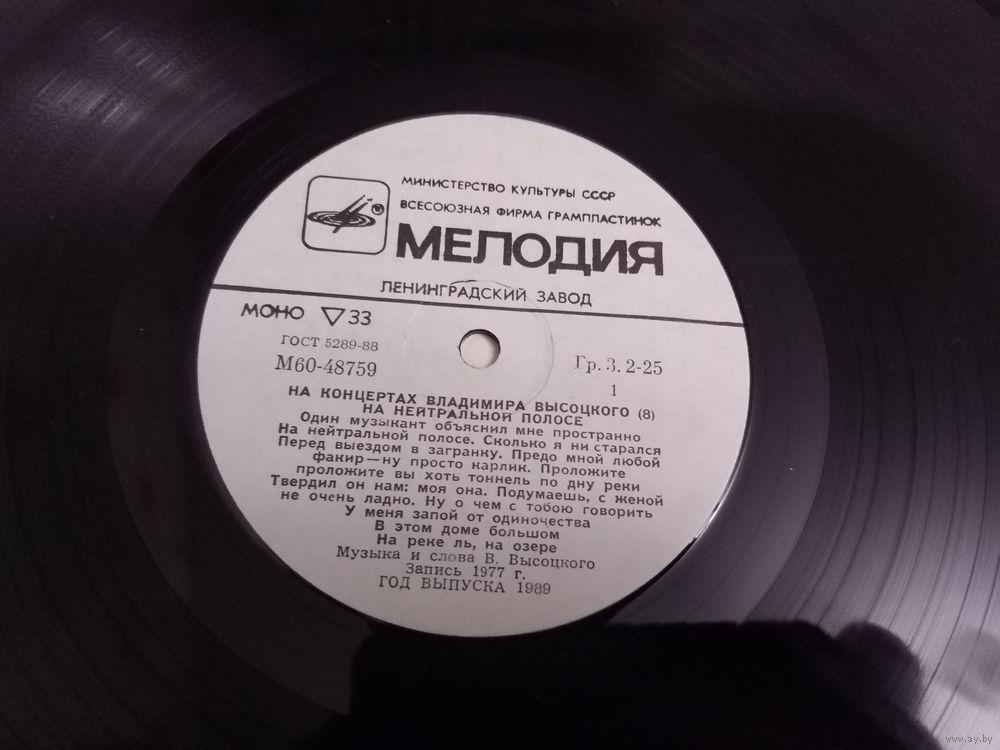 МИНИСТЕРСТВО КУЛЬТУРЫ СССР
ВСЕСОЮЗНАЯ ФИРМА ГРАМПЛАСТИНОК
МЕЛОДИЯ
ЛЕНИНГРАДСКИЙ ЗАВОД
МОНО ▽ 33
ГОСТ 5289-88
М60-48759
Гр. 3. 2-25
1
НА КОНЦЕРТАХ ВЛАДИМИРА ВЫСОЦКОГО (8)
НА НЕЙТРАЛЬНОЙ ПОЛОСЕ
Один музыкант объяснил мне пространно
На нейтральной полосе. Сколько я ни старался
Перед выездом в загранку. Предо мной любой
факир—ну просто карлик. Проложите
проложите вы хоть тоннель по дну реки
Твердил он нам: моя она. Подумаешь, с женой
не очень ладно. Ну о чем с тобою говорить
У меня запой от одиночества
В этом доме большом
На реке ль, на озере
Музыка и слова В. Высоцкого
Запись 1977 г.
ГОД ВЫПУСКА 1989
www.ay.by